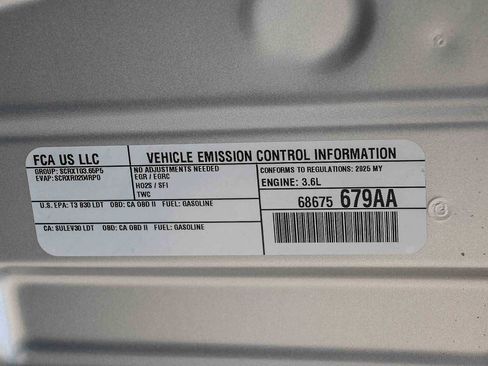 FCA US LLC
VEHICLE EMISSION CONTROL INFORMATION
GROUP: SCRXT03.65P5
EVAP: SCRXR0204RP0
NO ADJUSTMENTS NEEDED
EGR / EGRC
HO2S / SFI
TWC
CONFORMS TO REGULATIONS: 2025 MY
ENGINE: 3.6L
U.S. EPA: T3 B30 LDT OBD: CA OBD II FUEL: GASOLINE
CA: SULEV30 LDT OBD: CA OBD II FUEL: GASOLINE
68675 679AA